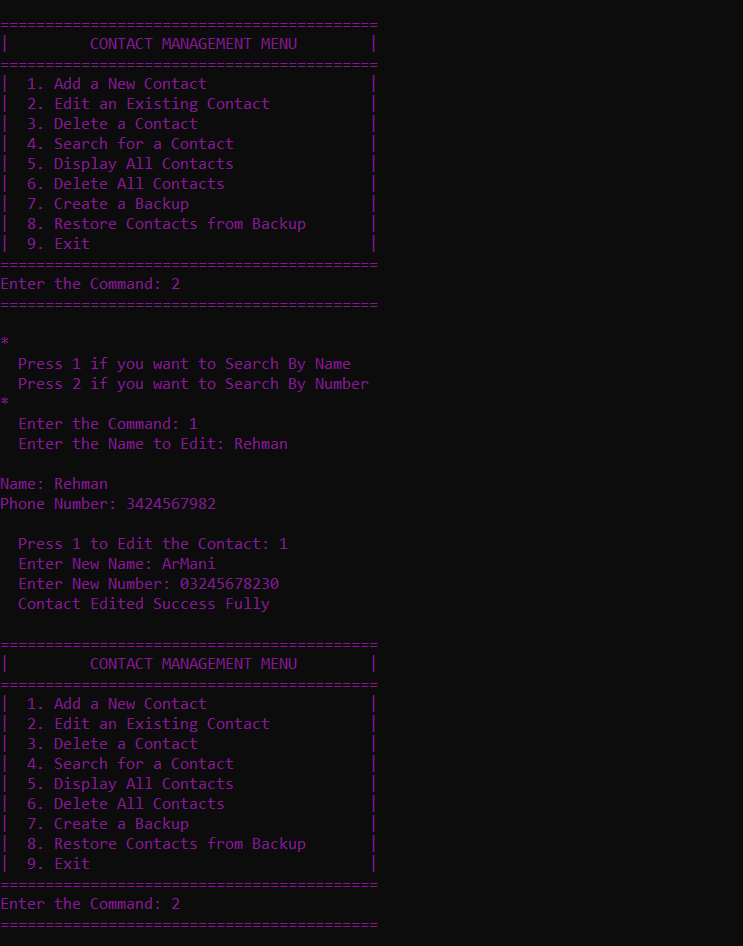 ==========================================
|         CONTACT MANAGEMENT MENU        |
==========================================
|  1. Add a New Contact                  |
|  2. Edit an Existing Contact           |
|  3. Delete a Contact                   |
|  4. Search for a Contact               |
|  5. Display All Contacts               |
|  6. Delete All Contacts                |
|  7. Create a Backup                    |
|  8. Restore Contacts from Backup       |
|  9. Exit                               |
==========================================
Enter the Command: 2
==========================================
*
  Press 1 if you want to Search By Name
  Press 2 if you want to Search By Number
*
  Enter the Command: 1
  Enter the Name to Edit: Rehman
Name: Rehman
Phone Number: 3424567982
  Press 1 to Edit the Contact: 1
  Enter New Name: ArMani
  Enter New Number: 03245678230
  Contact Edited Success Fully
==========================================
|         CONTACT MANAGEMENT MENU        |
==========================================
|  1. Add a New Contact                  |
|  2. Edit an Existing Contact           |
|  3. Delete a Contact                   |
|  4. Search for a Contact               |
|  5. Display All Contacts               |
|  6. Delete All Contacts                |
|  7. Create a Backup                    |
|  8. Restore Contacts from Backup       |
|  9. Exit                               |
==========================================
Enter the Command: 2
==========================================